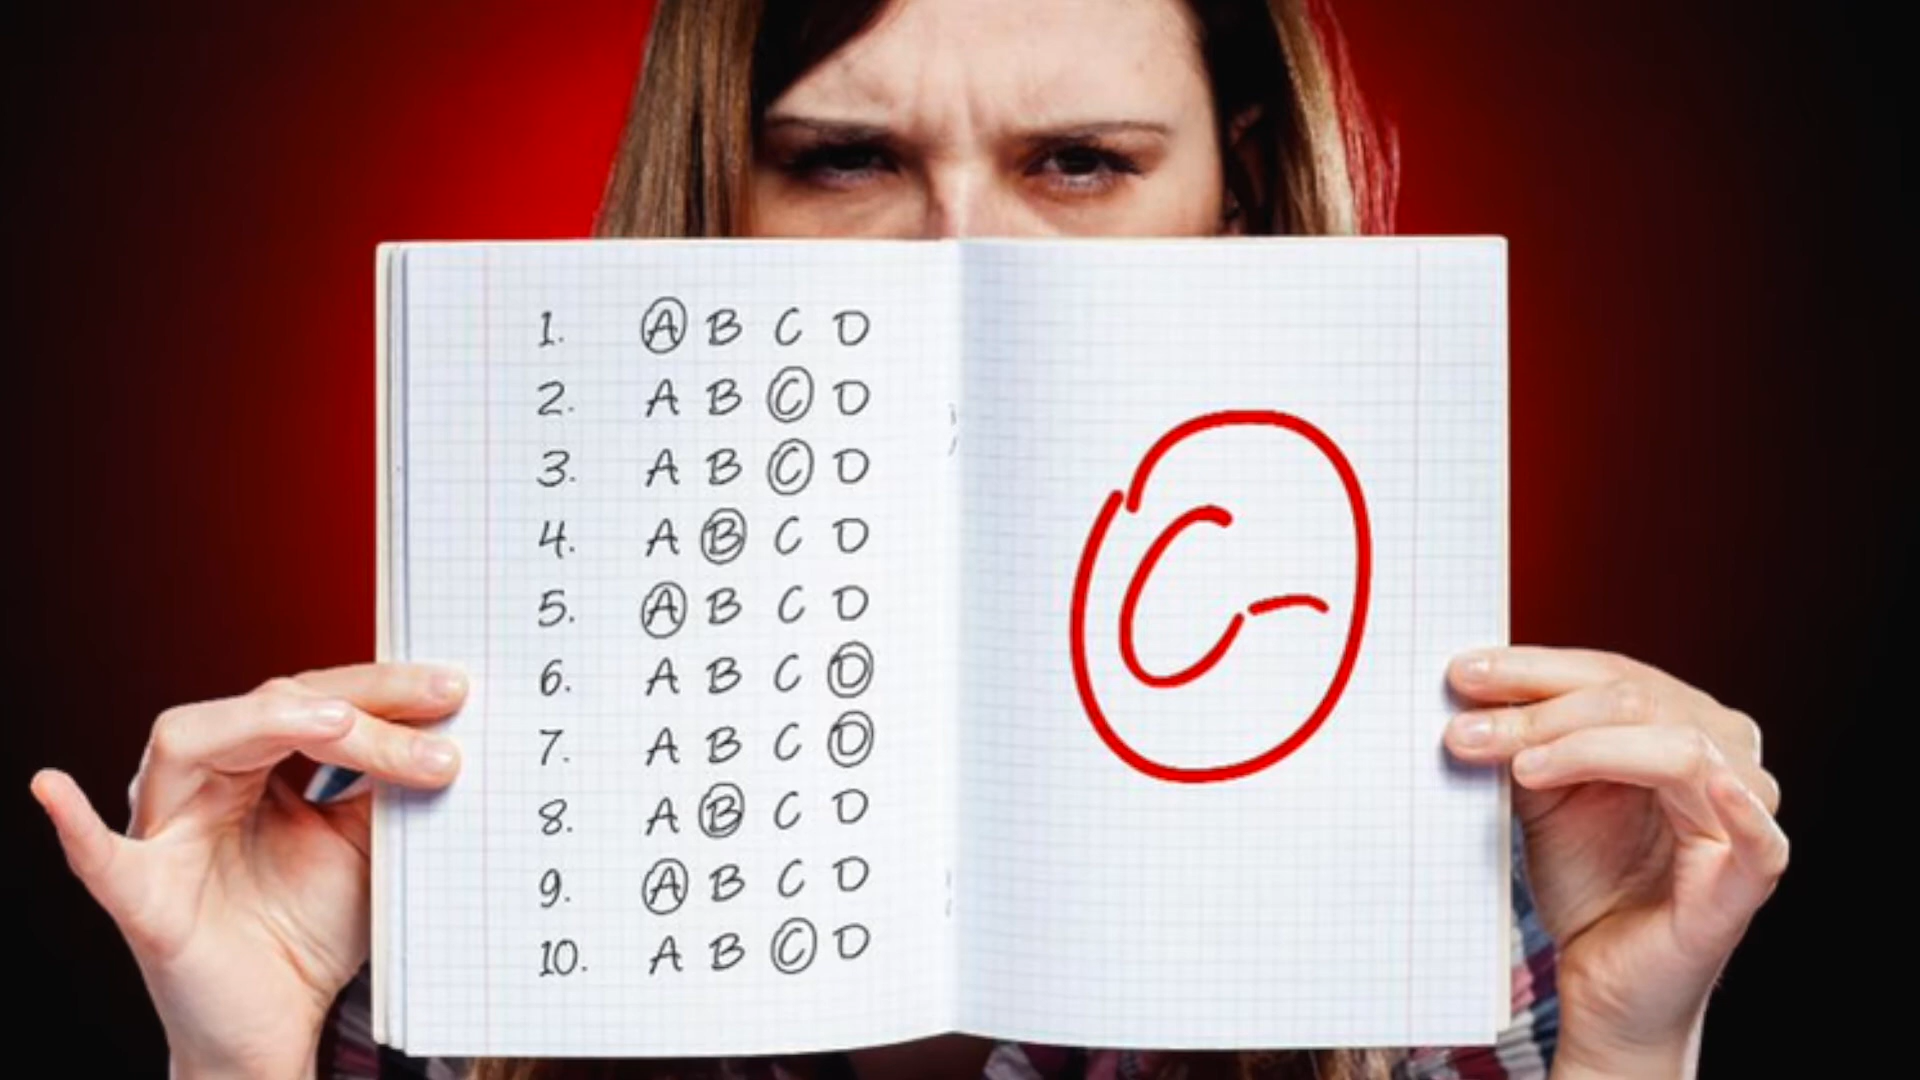 1. A B C D
2. A B C D
3. A B C D
4. A B C D
5. A B C D
6. A B C D
7. A B C D
8. A B C D
9. A B C D
10. A B C D
C-